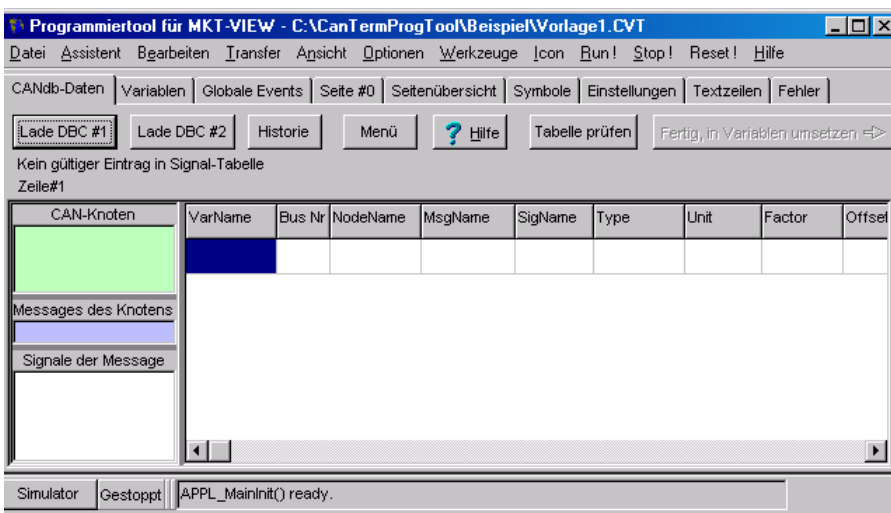 Programmiertool für MKT-VIEW - C:\CanTermProgTool\Beispiel\Vorlage1.CVT
Datei Assistent Bearbeiten Transfer Ansicht Optionen Werkzeuge Icon Run! Stop! Reset! Hilfe
CANdb-Daten Variablen Globale Events Seite #0 Seitenübersicht Symbole Einstellungen Textzeilen Fehler
Lade DBC #1 Lade DBC #2 Historie Menü ? Hilfe Tabelle prüfen Fertig, in Variablen umsetzen =>
Kein gültiger Eintrag in Signal-Tabelle
Zeile#1
CAN-Knoten VarName Bus Nr NodeName MsgName SigName Type Unit Factor Offset
Messages des Knotens
Signale der Message
Simulator Gestoppt APPL_MainInit() ready.